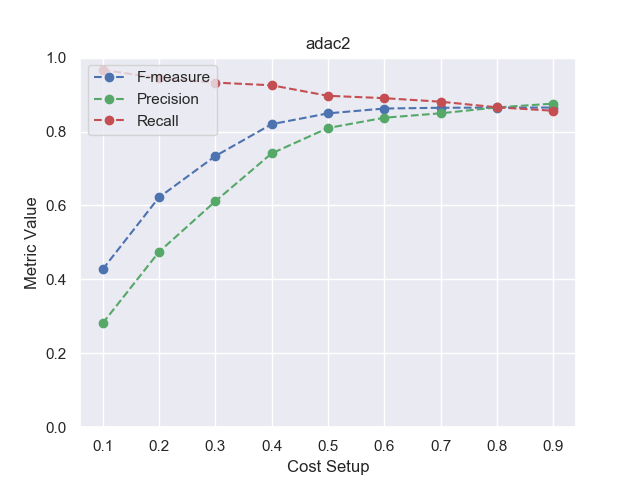 adac2
1.0
0.8
0.6
0.4
0.2
0.0
Metric Value
F-measure
Precision
Recall
0.1 0.2 0.3 0.4 0.5 0.6 0.7 0.8 0.9
Cost Setup